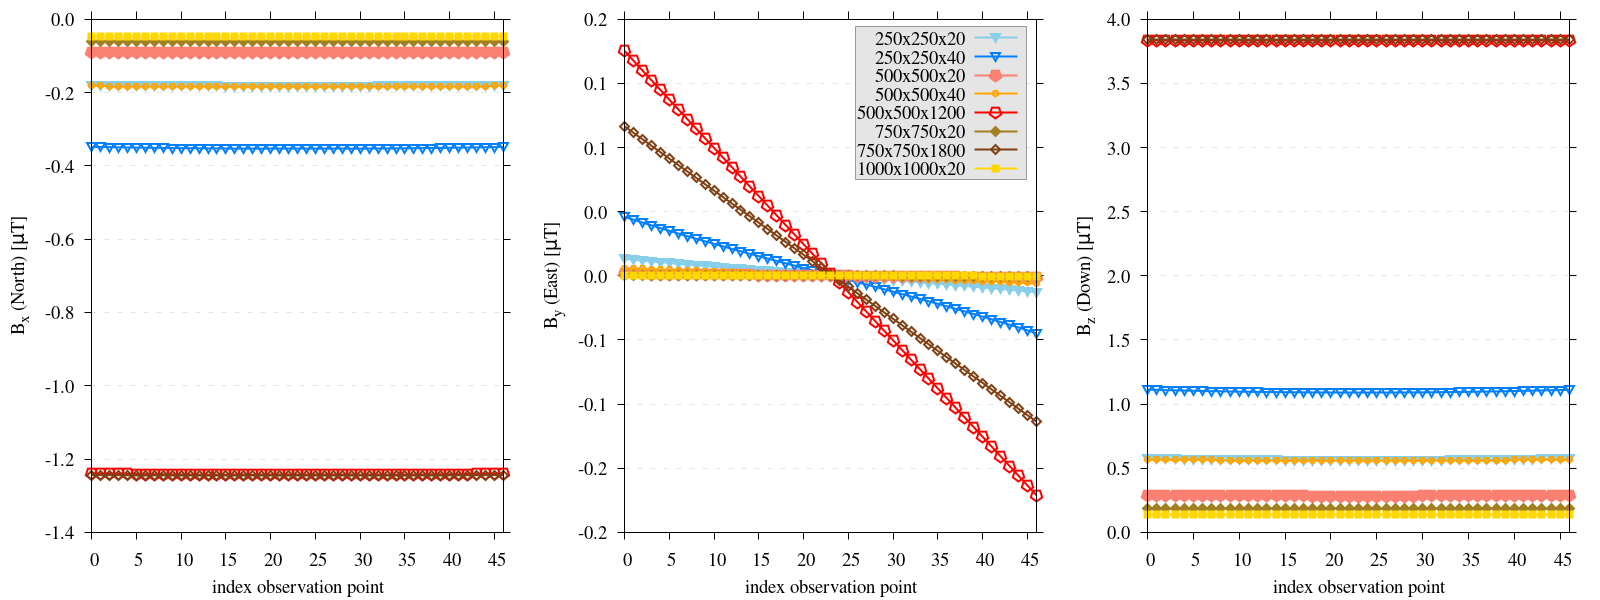 0.0
-0.2
-0.4
-0.6
-0.8
-1.0
-1.2
-1.4
0 5 10 15 20 25 30 35 40 45
index observation point
Bx (North) [µT]
0.2
0.1
0.1
0.0
0.0
-0.1
-0.1
-0.2
-0.2
0 5 10 15 20 25 30 35 40 45
index observation point
By (East) [µT]
250x250x20
250x250x40
500x500x20
500x500x40
500x500x1200
750x750x20
750x750x1800
1000x1000x20
4.0
3.5
3.0
2.5
2.0
1.5
1.0
0.5
0.0
0 5 10 15 20 25 30 35 40 45
index observation point
Bz (Down) [µT]